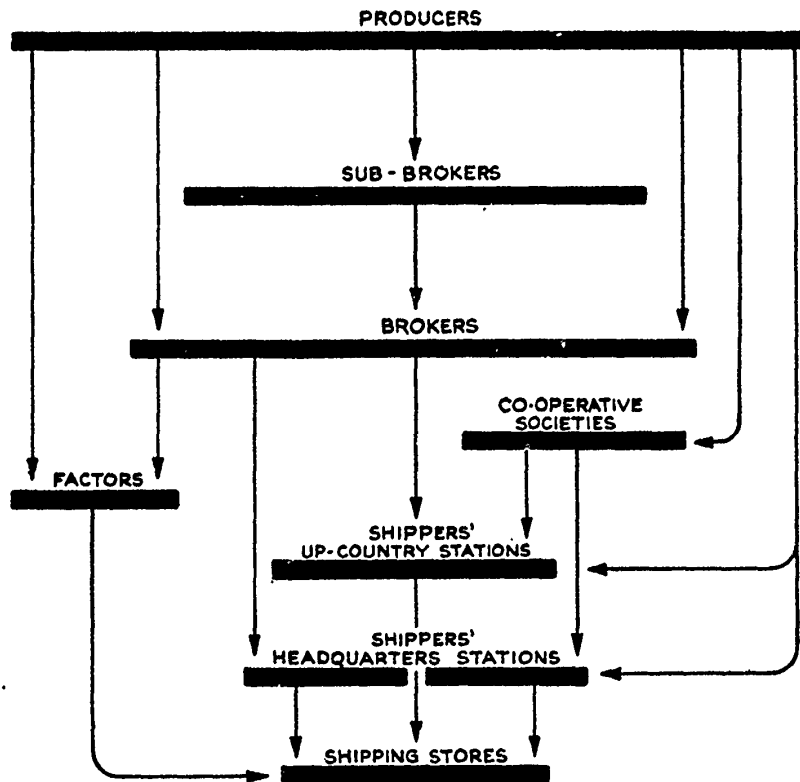 PRODUCERS
SUB-BROKERS
BROKERS
CO-OPERATIVE
SOCIETIES
FACTORS
SHIPPERS'
UP-COUNTRY STATIONS
SHIPPERS'
HEADQUARTERS STATIONS
SHIPPING STORES